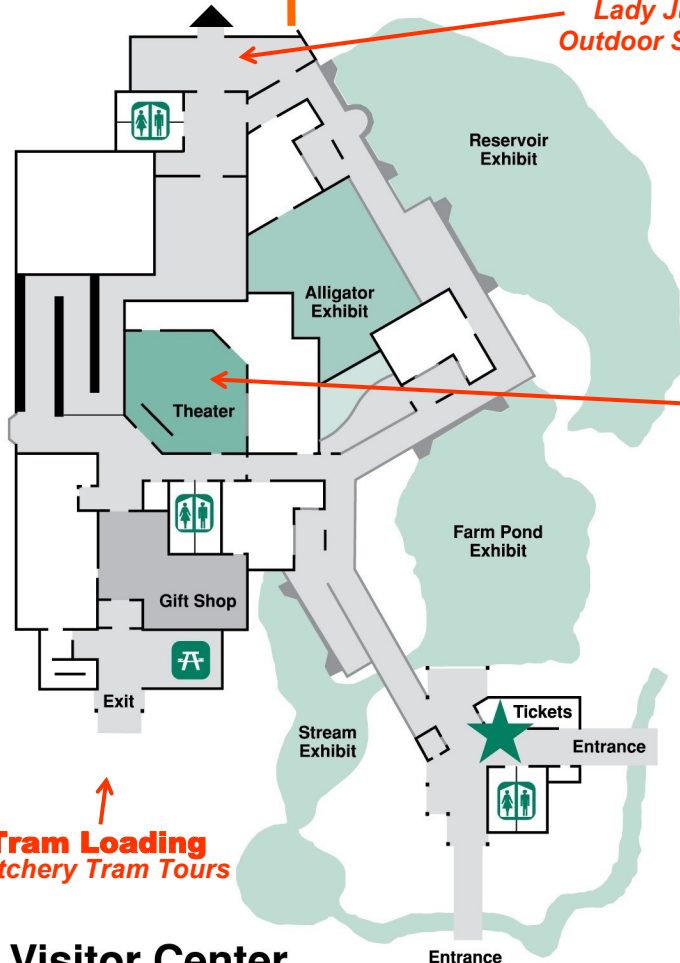 Lady
Outdoor
Reservoir
Exhibit
Alligator
Exhibit
Theater
Farm Pond
Exhibit
Gift Shop
Exit
Tickets
Entrance
Stream
Exhibit
Tram Loading
Tram Tours
Visitor Center
Entrance